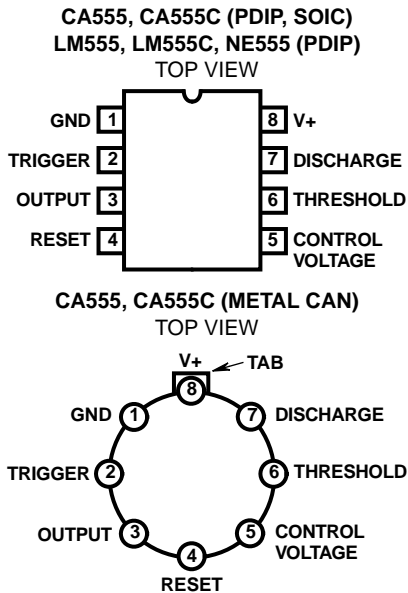 CA555, CA555C (PDIP, SOIC)
LM555, LM555C, NE555 (PDIP)
TOP VIEW
GND 1 8 V+
TRIGGER 2 7 DISCHARGE
OUTPUT 3 6 THRESHOLD
RESET 4 5 CONTROL
VOLTAGE
CA555, CA555C (METAL CAN)
TOP VIEW
V+ TAB
8
GND 1 7 DISCHARGE
TRIGGER 2 6 THRESHOLD
OUTPUT 3 5 CONTROL
VOLTAGE
4
RESET